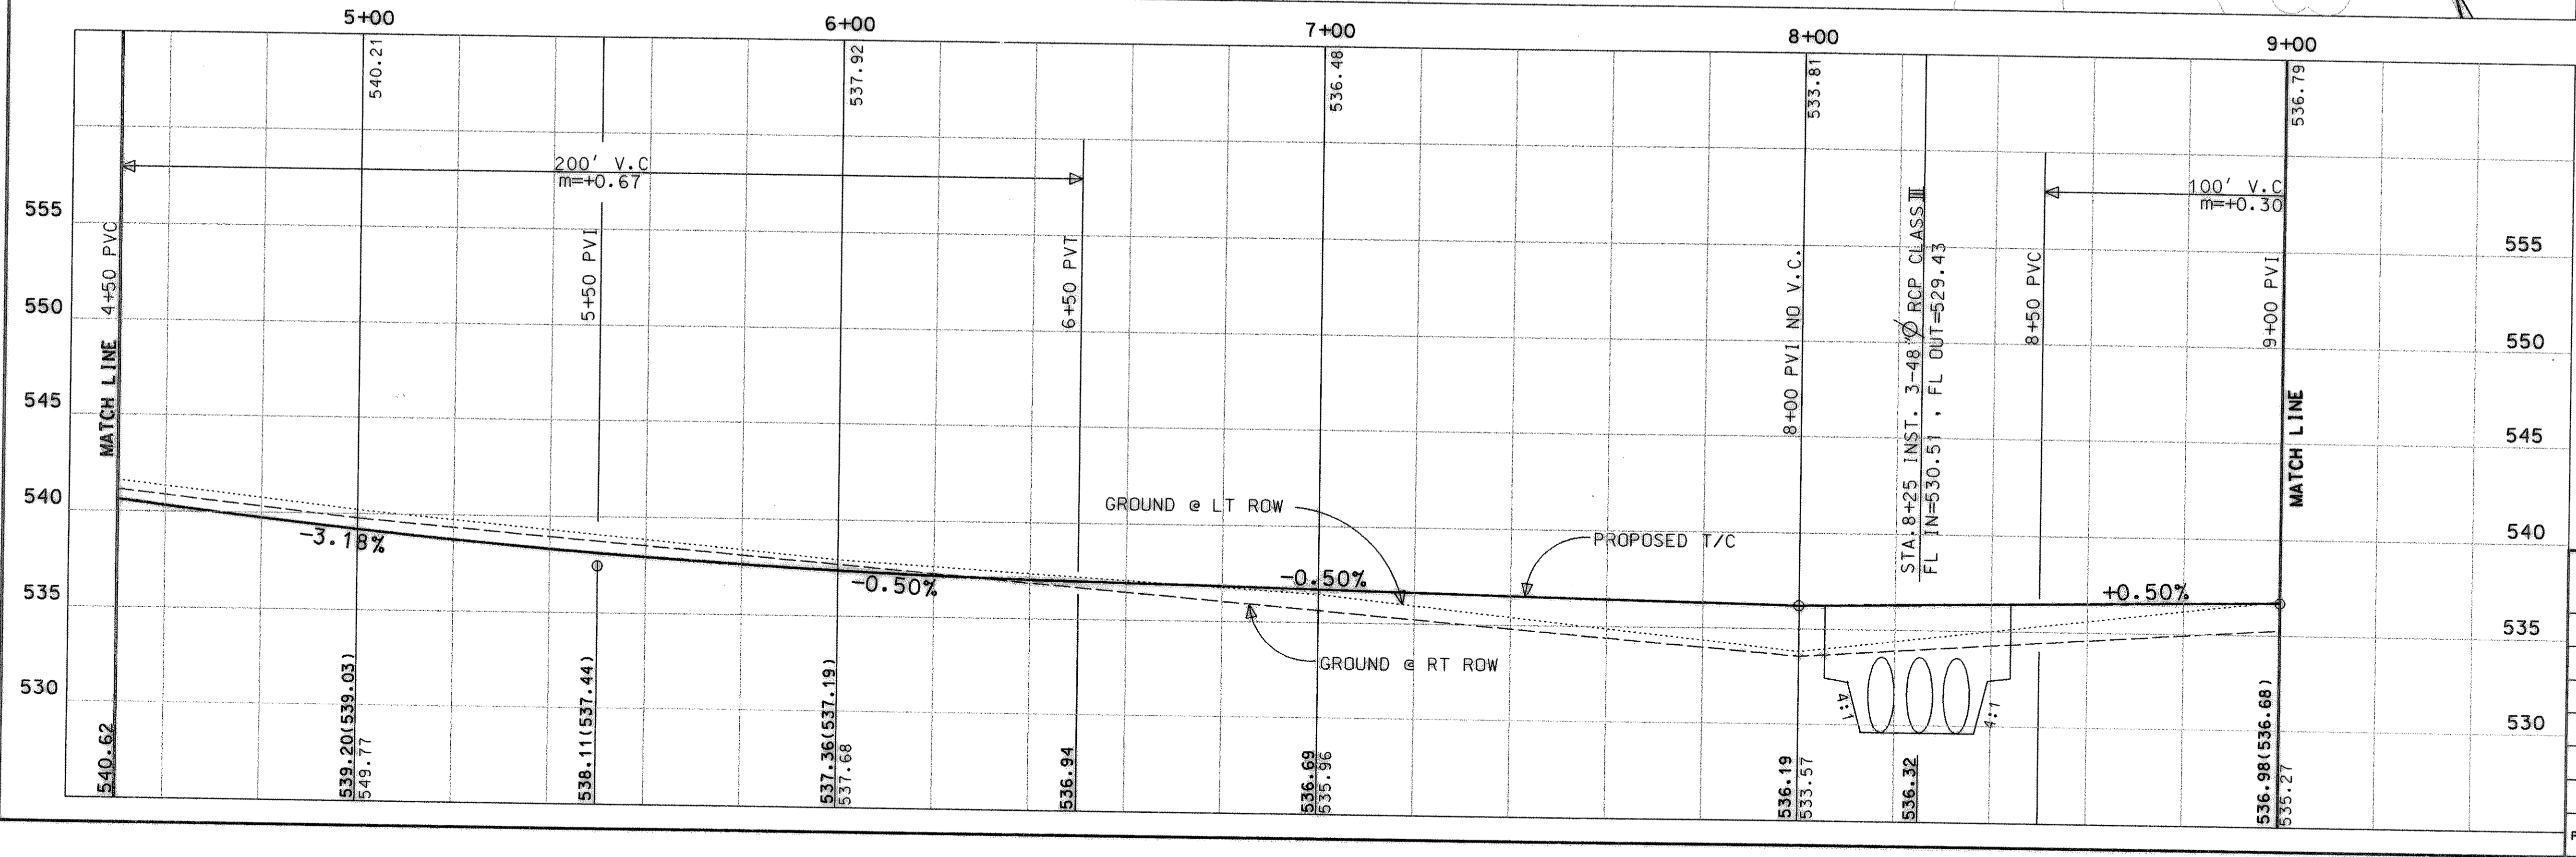 5+00
6+00
7+00
8+00
9+00
540.21
537.92
536.48
533.81
536.79
200' V.C
m=+0.67
100' V.C
m=+0.30
555
550
545
540
535
530
555
550
545
540
535
530
MATCH LINE 4+50 PVC
5+50 PVI
6+50 PVT
8+00 PVI NO V.C.
STA.8+25 INST. 3-48"Ø RCP CLASS III
FL IN=530.51 , FL OUT=529.43
8+50 PVC
9+00 PVI
MATCH LINE
-3.18%
-0.50%
GROUND @ LT ROW
-0.50%
PROPOSED T/C
GROUND @ RT ROW
+0.50%
4:1
4:1
540.62
539.20(539.03)
549.77
538.11(537.44)
537.36(537.19)
537.68
536.94
536.69
535.96
536.19
533.57
536.32
536.98(536.68)
535.27